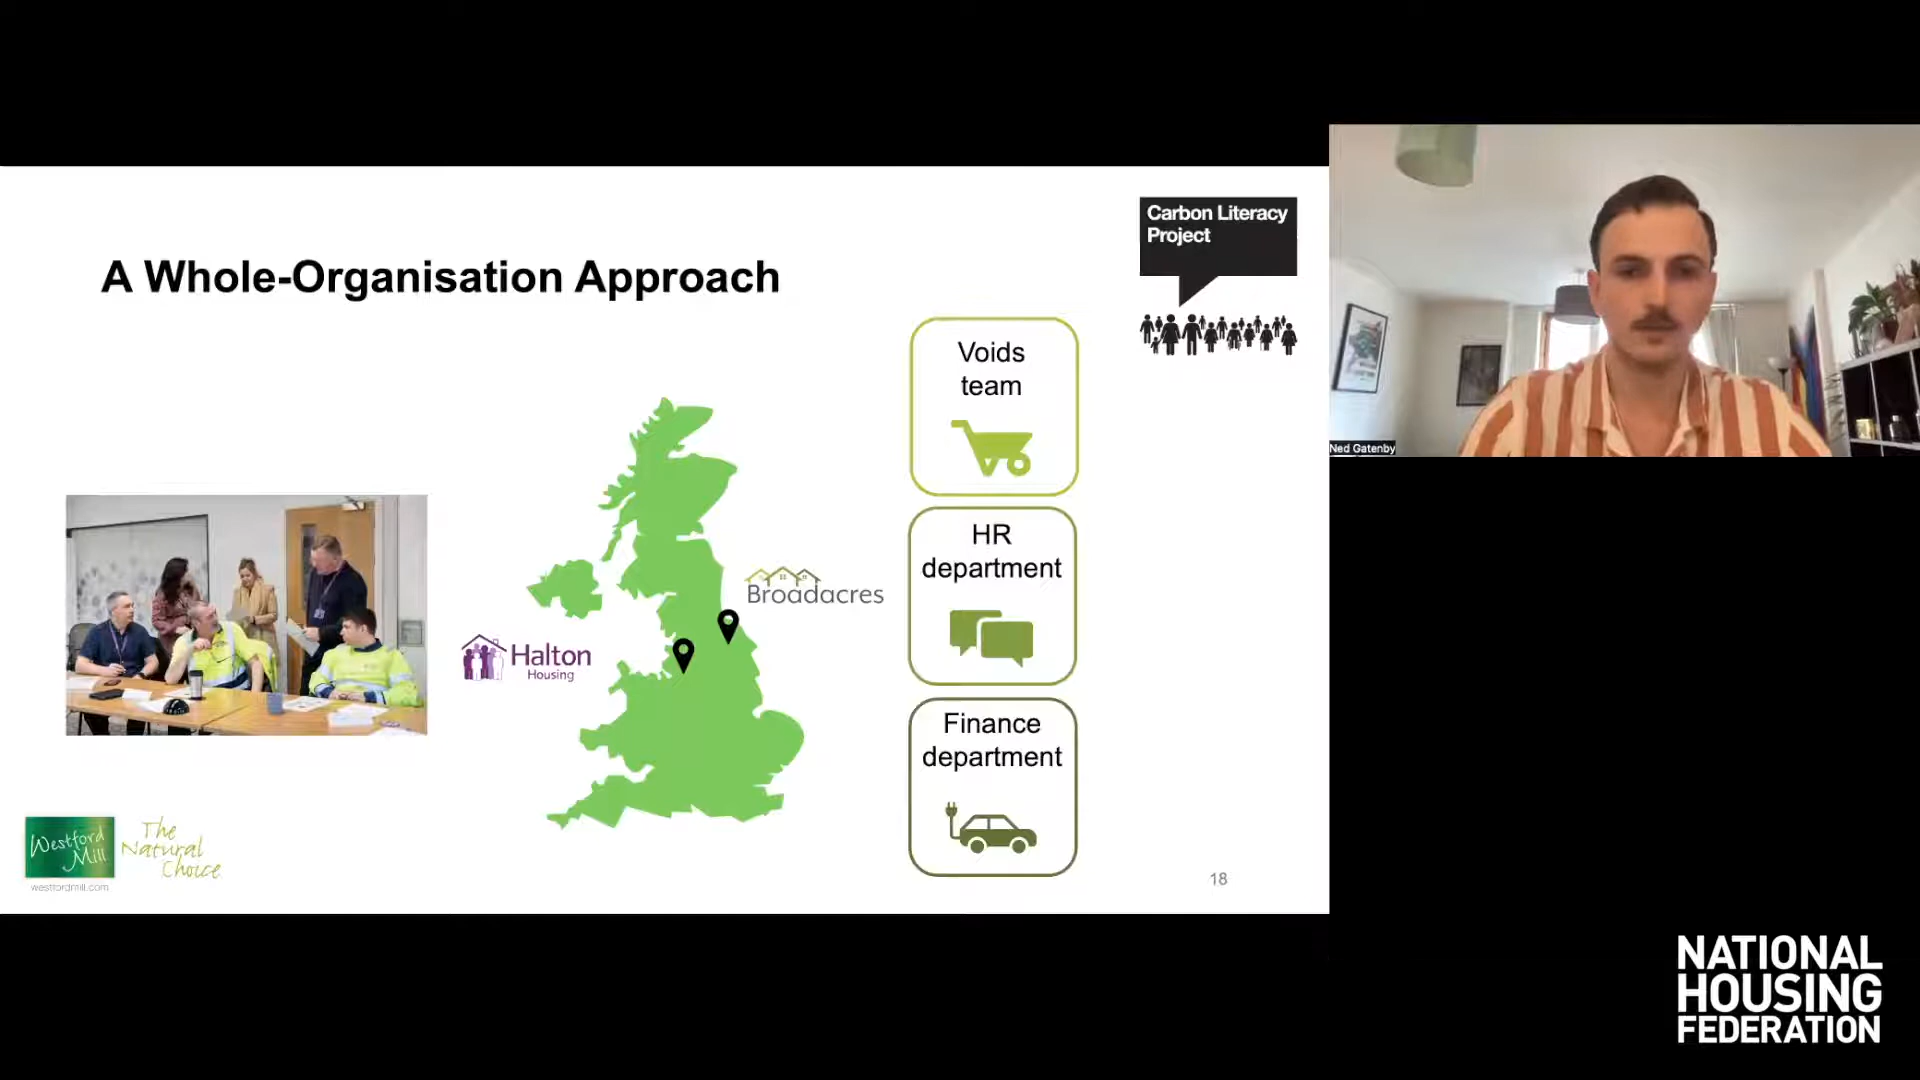 A Whole-Organisation Approach
Carbon Literacy
Project
Voids
team
HR
department
Finance
department
Broadacres
Halton
Housing
Westford
Mill
The
Natural
Choice
westfordmill.com
18
Ned Gatenby
NATIONAL
HOUSING
FEDERATION